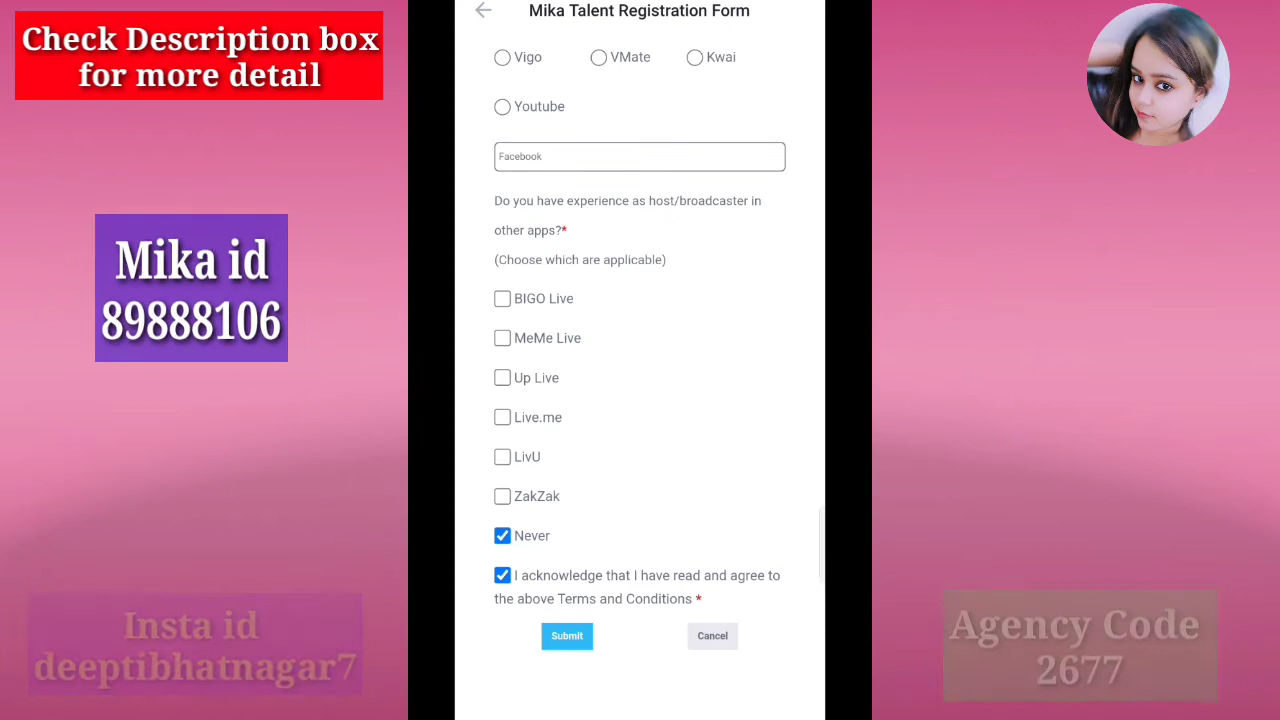 Check Description box
for more detail
Mika id
89888106
Insta id
deeptibhatnagar7
Mika Talent Registration Form
Vigo
VMate
Kwai
Youtube
Facebook
Do you have experience as host/broadcaster in
other apps?*
(Choose which are applicable)
BIGO Live
MeMe Live
Up Live
Live.me
LivU
ZakZak
Never
I acknowledge that I have read and agree to
the above Terms and Conditions *
Submit
Cancel
Agency Code
2677